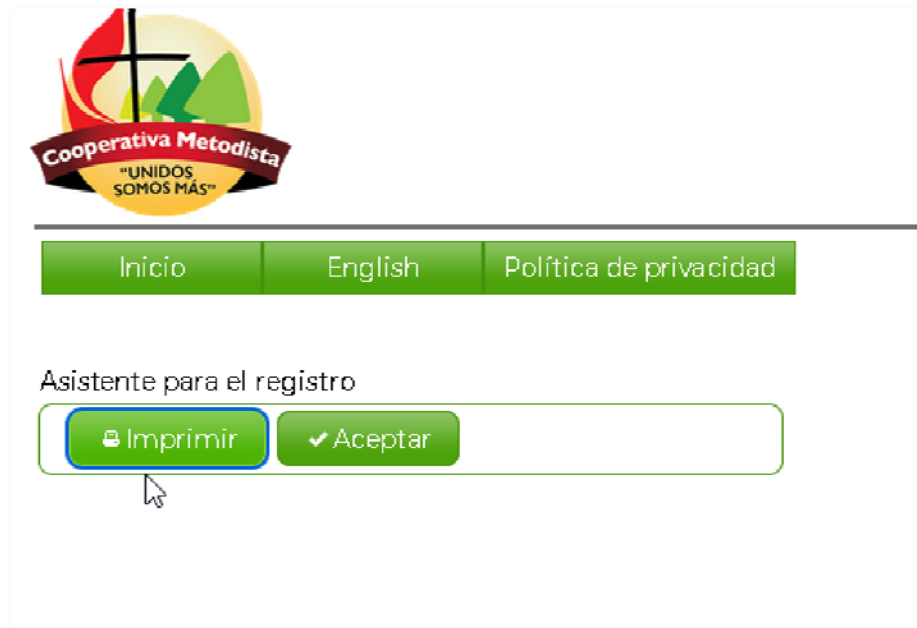 Cooperativa Metodista
"UNIDOS
SOMOS MÁS"
Inicio English Política de privacidad
Asistente para el registro
Imprimir Aceptar